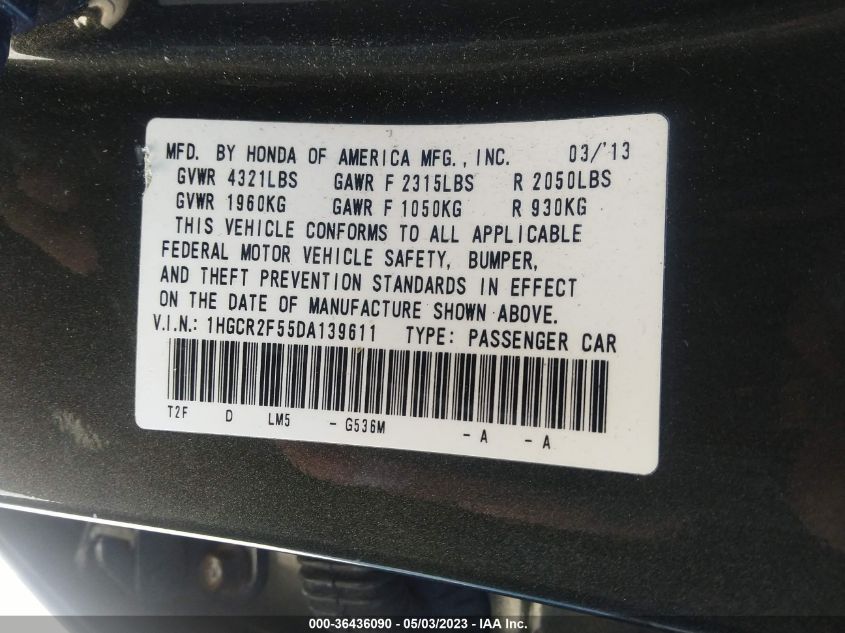 MFD. BY HONDA OF AMERICA MFG., INC. 03/'13
GVWR 4321LBS GAWR F 2315LBS R 2050LBS
GVWR 1960KG GAWR F 1050KG R 930KG
THIS VEHICLE CONFORMS TO ALL APPLICABLE
FEDERAL MOTOR VEHICLE SAFETY, BUMPER,
AND THEFT PREVENTION STANDARDS IN EFFECT
ON THE DATE OF MANUFACTURE SHOWN ABOVE.
V.I.N.: 1HGCR2F55DA139611 TYPE: PASSENGER CAR
T2F D LM5 - G536M - A - A
000-36436090 - 05/03/2023 - IAA Inc.